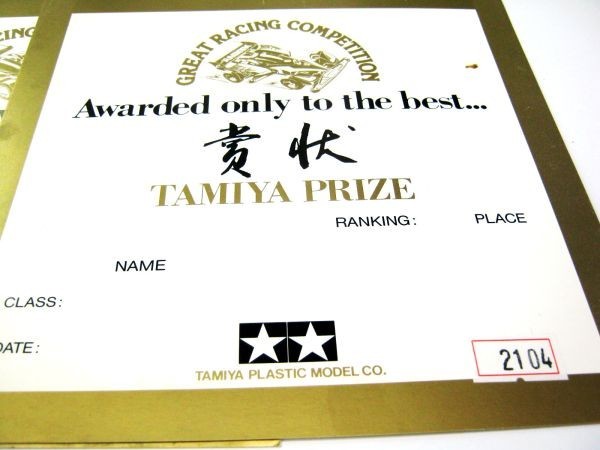 GREAT RACING COMPETITION
Awarded only to the best...
賞状
TAMIYA PRIZE
RANKING: PLACE
NAME
CLASS:
DATE:
TAMIYA PLASTIC MODEL CO.
2104